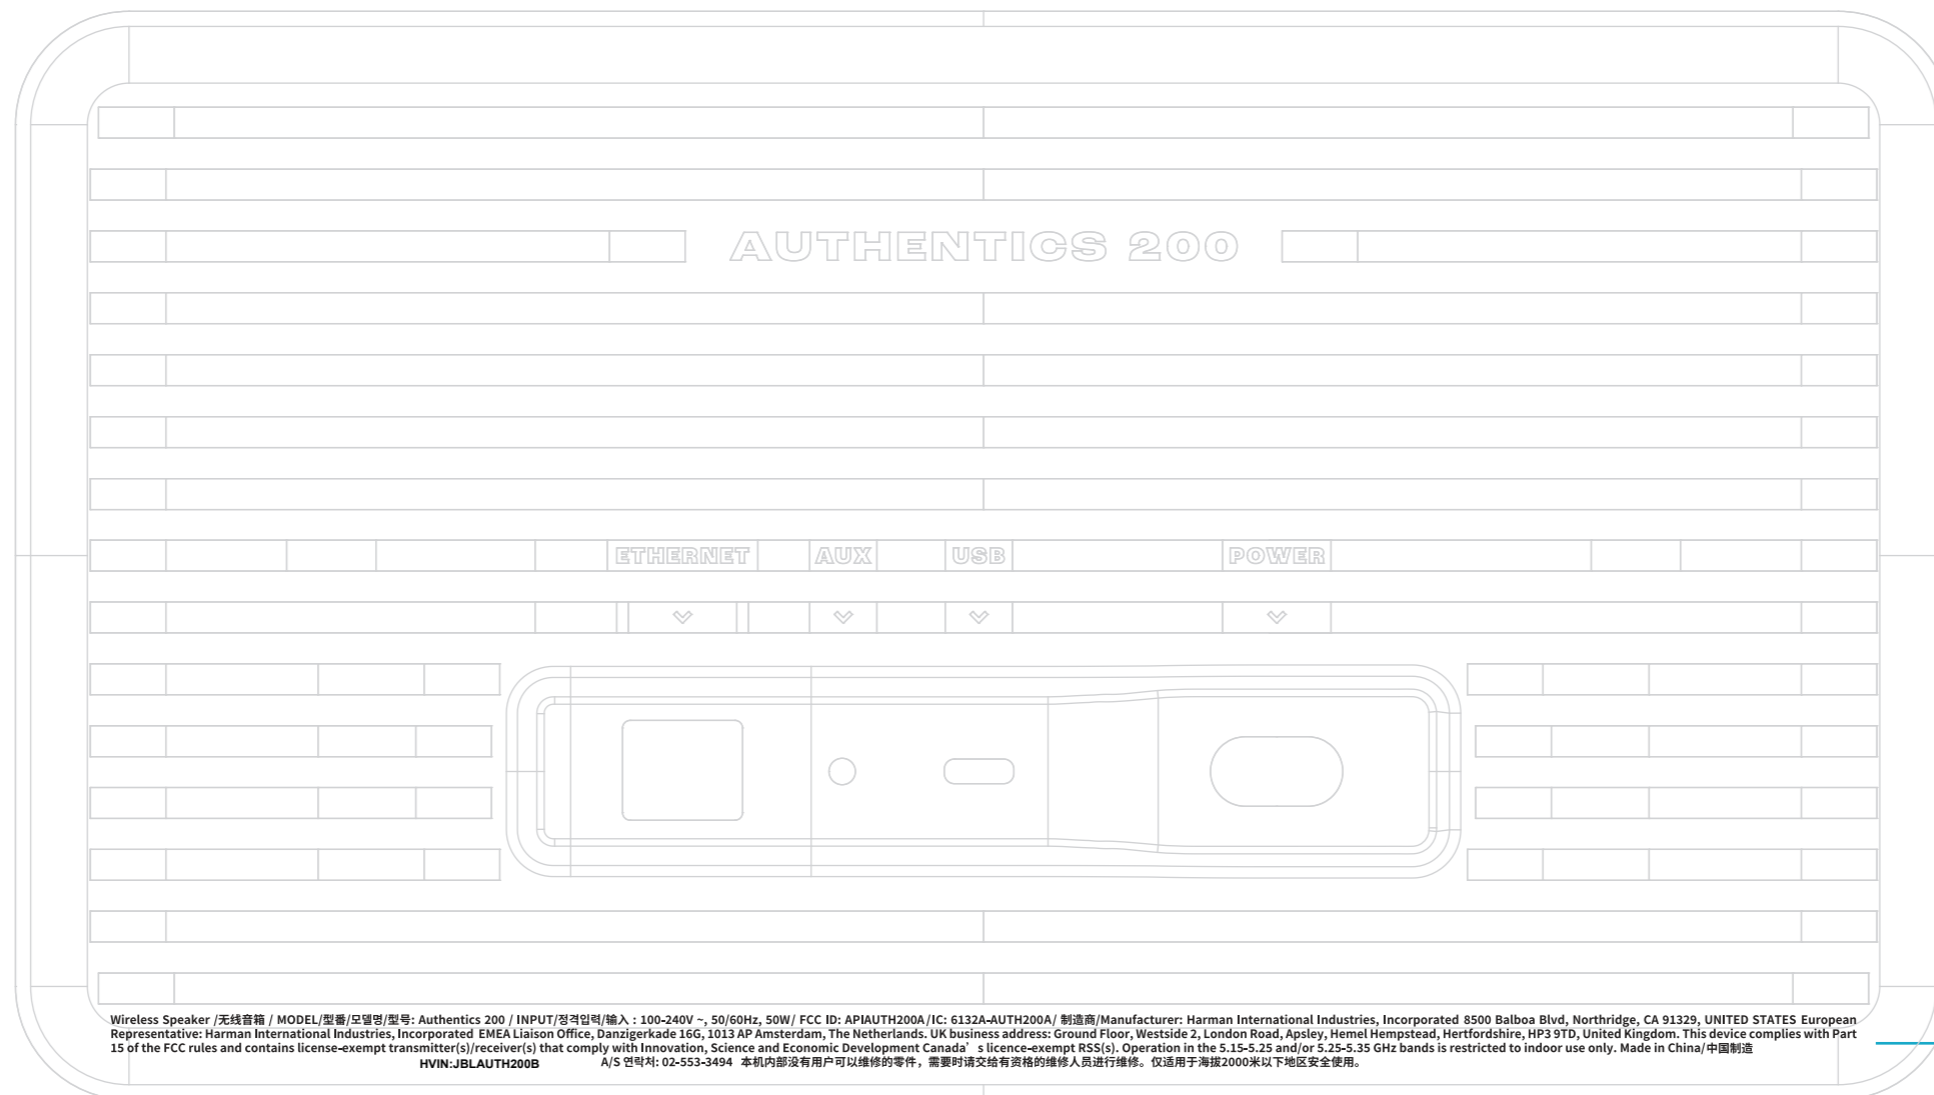 AUTHENTICS 200
ETHERNET AUX USB POWER
Wireless Speaker /无线音箱 / MODEL/型番/모델명/型号: Authentics 200 / INPUT/정격입력/输入 : 100-240V ~, 50/60Hz, 50W/ FCC ID: APIAUTH200A/IC: 6132A-AUTH200A/ 制造商/Manufacturer: Harman International Industries, Incorporated 8500 Balboa Blvd, Northridge, CA 91329, UNITED STATES European
Representative: Harman International Industries, Incorporated EMEA Liaison Office, Danzigerkade 16G, 1013 AP Amsterdam, The Netherlands. UK business address: Ground Floor, Westside 2, London Road, Apsley, Hemel Hempstead, Hertfordshire, HP3 9TD, United Kingdom. This device complies with Part
15 of the FCC rules and contains license-exempt transmitter(s)/receiver(s) that comply with Innovation, Science and Economic Development Canada's licence-exempt RSS(s). Operation in the 5.15-5.25 and/or 5.25-5.35 GHz bands is restricted to indoor use only. Made in China/中国制造
HVIN:JBLAUTH200B A/S 연락처: 02-553-3494 本机内部没有用户可以维修的零件，需要时请交给有资格的维修人员进行维修。仅适用于海拔2000米以下地区安全使用。